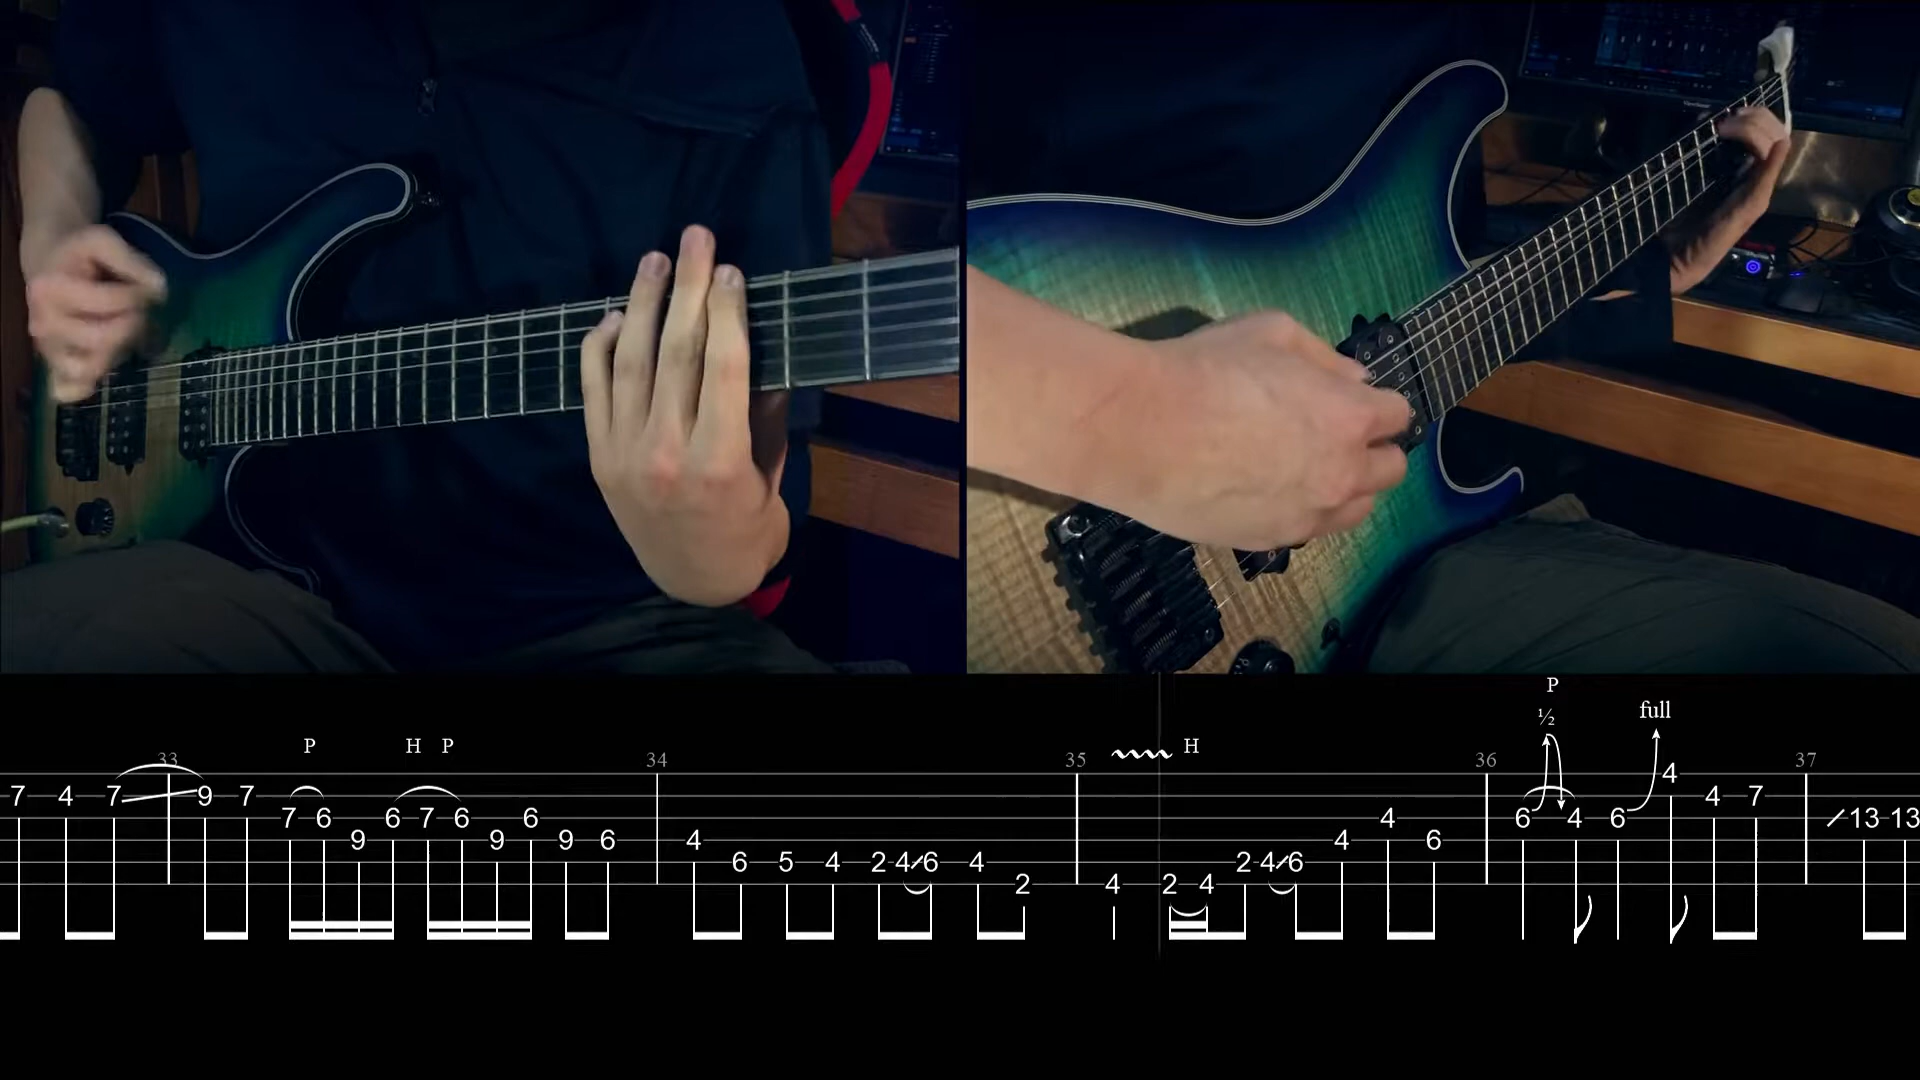 P
½ full
P H P H
33 34 35 36 37
4
7 4 7 9 7 4 7
7 6 6 7 6 6 4 6 4 6 13 13
9 9 9 6 4 4 6
6 5 4 2 4 6 4 2 4 6
2 4 2 4